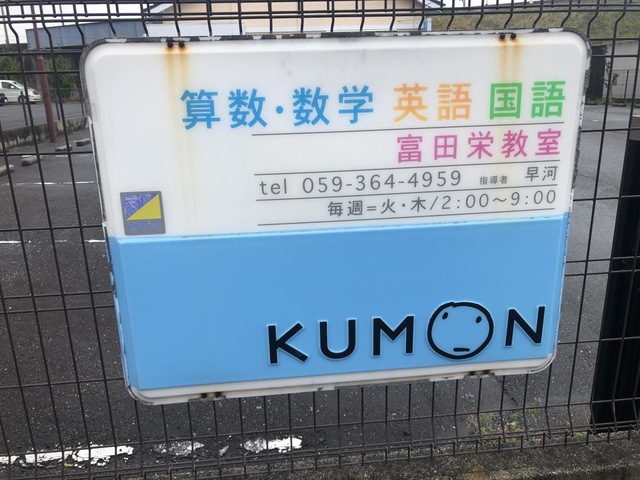 算数・数学 英語 国語
富田栄教室
tel 059-364-4959 指導者 早河
毎週=火・木/2:00～9:00
KUMON